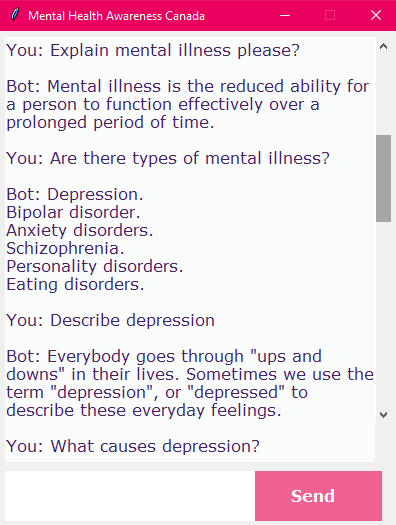 Mental Health Awareness Canada
You: Explain mental illness please?
Bot: Mental illness is the reduced ability for
a person to function effectively over a
prolonged period of time.
You: Are there types of mental illness?
Bot: Depression.
Bipolar disorder.
Anxiety disorders.
Schizophrenia.
Personality disorders.
Eating disorders.
You: Describe depression
Bot: Everybody goes through "ups and
downs" in their lives. Sometimes we use the
term "depression", or "depressed" to
describe these everyday feelings.
You: What causes depression?
Send